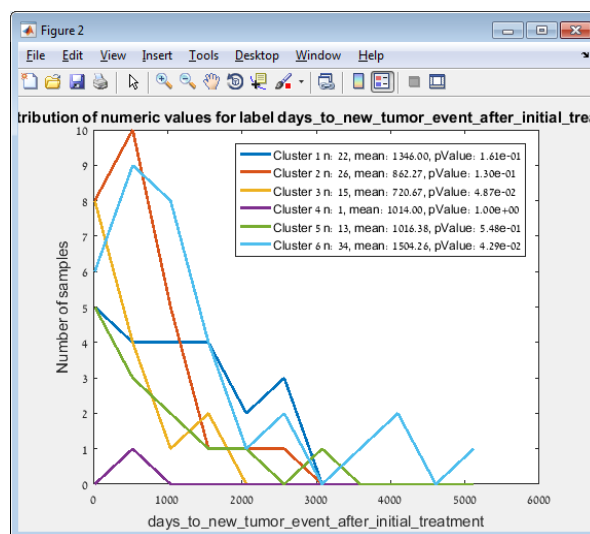 Figure 2
File Edit View Insert Tools Desktop Window Help
tribution of numeric values for label days_to_new_tumor_event_after_initial_trea
10
9
8
7
6
5
4
3
2
1
0
Number of samples
Cluster 1 n: 22, mean: 1346.00, pValue: 1.61e-01
Cluster 2 n: 26, mean: 862.27, pValue: 1.30e-01
Cluster 3 n: 15, mean: 720.67, pValue: 4.87e-02
Cluster 4 n: 1, mean: 1014.00, pValue: 1.00e+00
Cluster 5 n: 13, mean: 1016.38, pValue: 5.48e-01
Cluster 6 n: 34, mean: 1504.26, pValue: 4.29e-02
0 1000 2000 3000 4000 5000 6000
days_to_new_tumor_event_after_initial_treatment